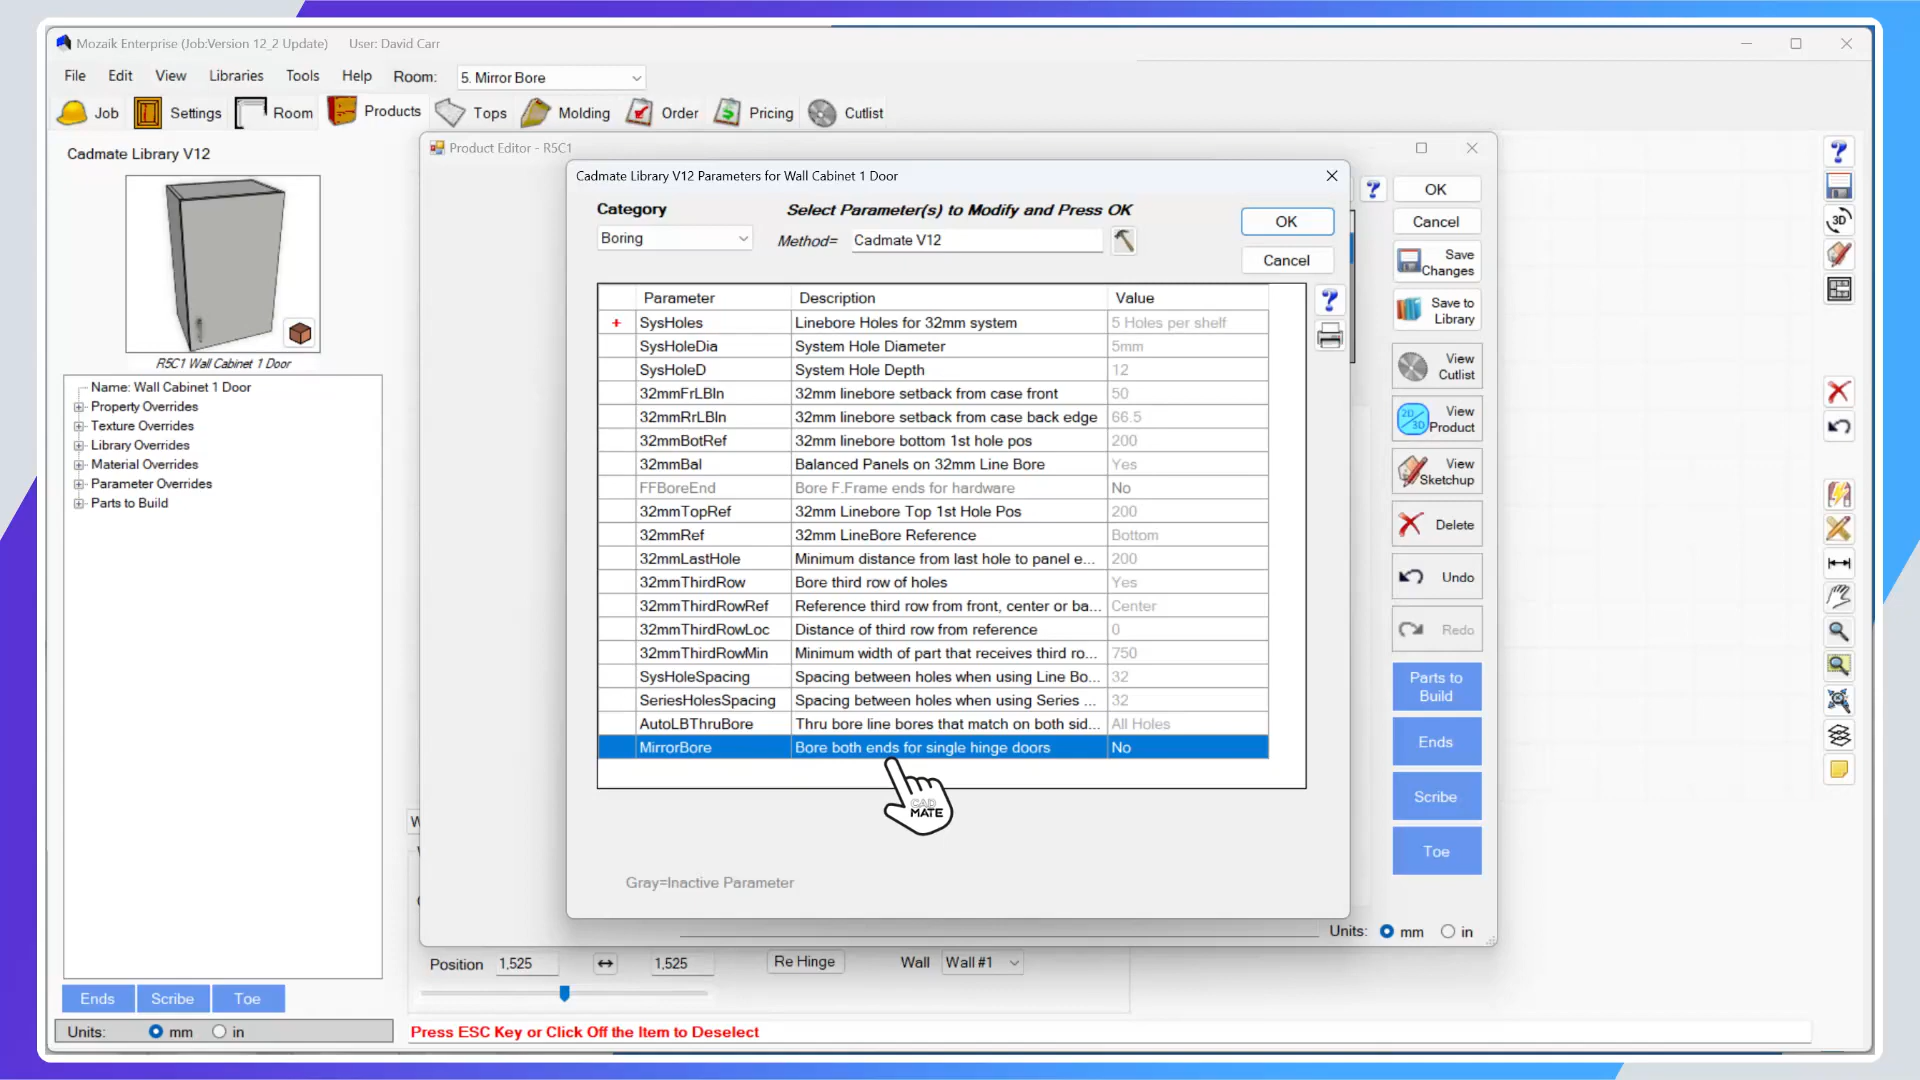 Mozaik Enterprise (Job:Version 12_2 Update) User: David Carr
File Edit View Libraries Tools Help Room: 5. Mirror Bore
Job Settings Room Products Tops Molding Order Pricing Cutlist
Cadmate Library V12
R5C1 Wall Cabinet 1 Door
Name: Wall Cabinet 1 Door
Property Overrides
Texture Overrides
Library Overrides
Material Overrides
Parameter Overrides
Parts to Build
Ends Scribe Toe
Units: mm in
Product Editor - R5C1
Cadmate Library V12 Parameters for Wall Cabinet 1 Door
Category
Select Parameter(s) to Modify and Press OK
Boring
Method= Cadmate V12
OK
Cancel
Parameter Description Value
+ SysHoles Linebore Holes for 32mm system 5 Holes per shelf
SysHoleDia System Hole Diameter 5mm
SysHoleD System Hole Depth 12
32mmFrLBln 32mm linebore setback from case front 50
32mmRrLBln 32mm linebore setback from case back edge 66.5
32mmBotRef 32mm linebore bottom 1st hole pos 200
32mmBal Balanced Panels on 32mm Line Bore Yes
FFBoreEnd Bore F.Frame ends for hardware No
32mmTopRef 32mm Linebore Top 1st Hole Pos 200
32mmRef 32mm LineBore Reference Bottom
32mmLastHole Minimum distance from last hole to panel e... 200
32mmThirdRow Bore third row of holes Yes
32mmThirdRowRef Reference third row from front, center or ba... Center
32mmThirdRowLoc Distance of third row from reference 0
32mmThirdRowMin Minimum width of part that receives third ro... 750
SysHoleSpacing Spacing between holes when using Line Bo... 32
SeriesHolesSpacing Spacing between holes when using Series ... 32
AutoLBThruBore Thru bore line bores that match on both sid... All Holes
MirrorBore Bore both ends for single hinge doors No
CAD
MATE
Gray=Inactive Parameter
OK
Cancel
Save
Changes
Save to
Library
View
Cutlist
2D/3D
View
Product
View
Sketchup
Delete
Undo
Redo
Parts to
Build
Ends
Scribe
Toe
Units: mm in
3D
Position 1,525 1,525 Re Hinge Wall Wall #1
Press ESC Key or Click Off the Item to Deselect